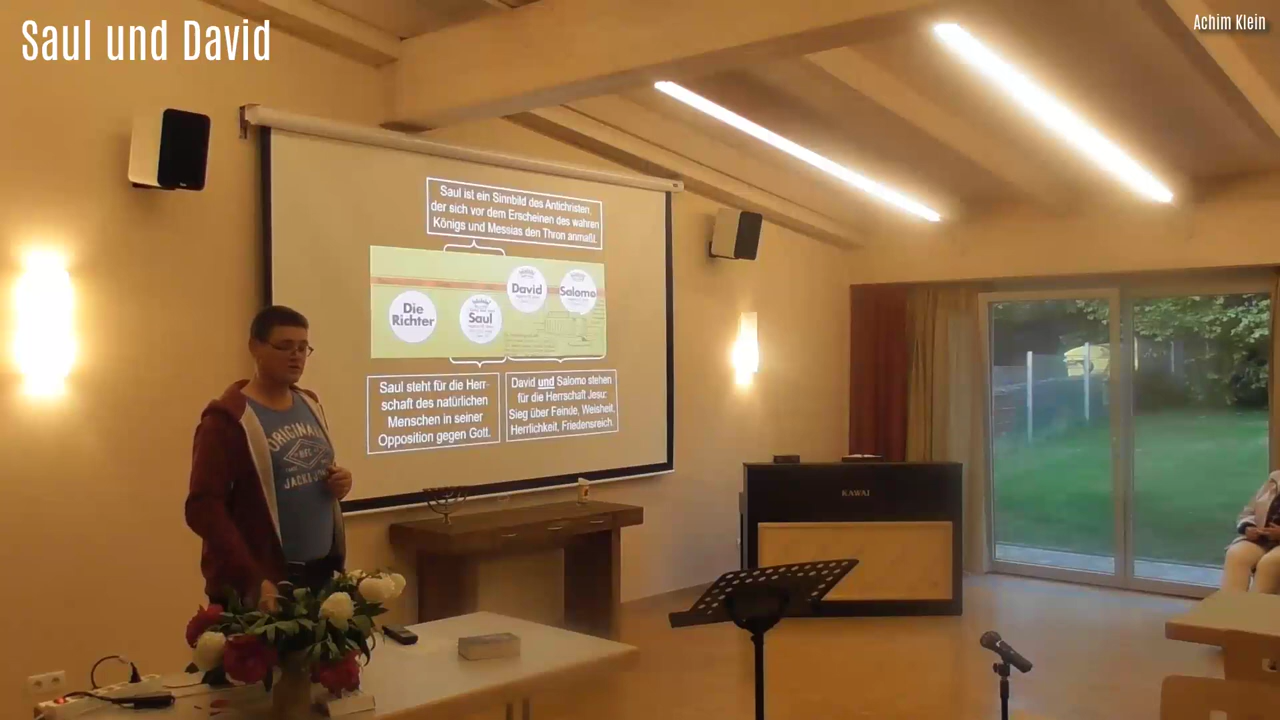 Saul und David
Achim Klein
Saul ist ein Sinnbild des Antichristen,
der sich vor dem Erscheinen des wahren
Königs und Messias den Thron anmaßt.
Die
Richter
Saul
David
Salomo
Saul steht für die Herr-
schaft des natürlichen
Menschen in seiner
Opposition gegen Gott.
David und Salomo stehen
für die Herrschaft Jesu:
Sieg über Feinde, Weisheit,
Herrlichkeit, Friedensreich.
ORIGINAL
JACK & JONES
KAWAI